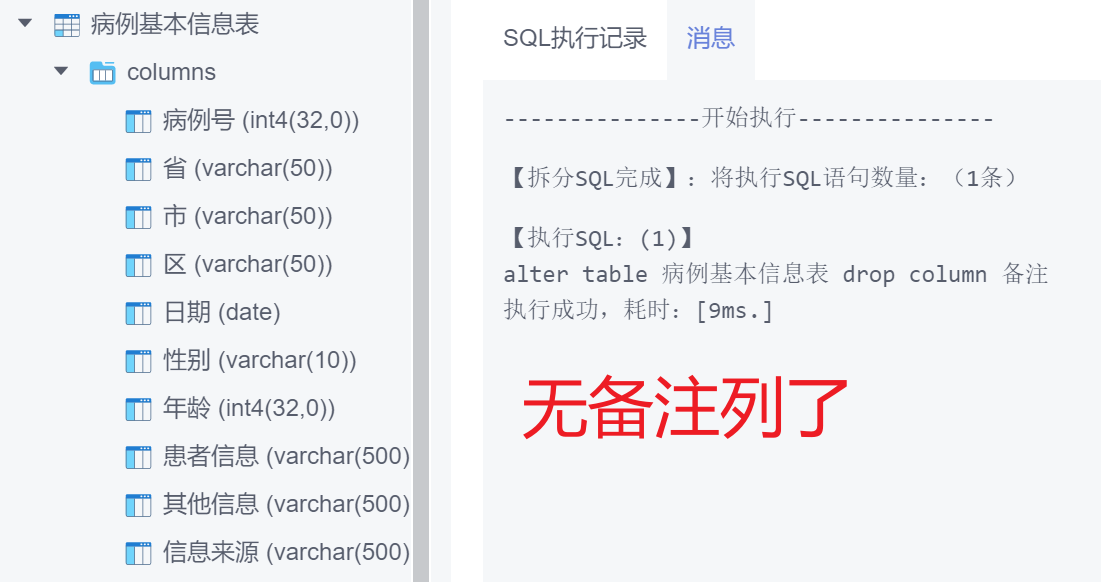 病例基本信息表
columns
病例号 (int4(32,0))
省 (varchar(50))
市 (varchar(50))
区 (varchar(50))
日期 (date)
性别 (varchar(10))
年龄 (int4(32,0))
患者信息 (varchar(500)
其他信息 (varchar(500)
信息来源 (varchar(500)
SQL执行记录
消息
---------------开始执行---------------
【拆分SQL完成】：将执行SQL语句数量：（1条）
【执行SQL：(1)】
alter table 病例基本信息表 drop column 备注
执行成功，耗时：[9ms.]
无备注列了